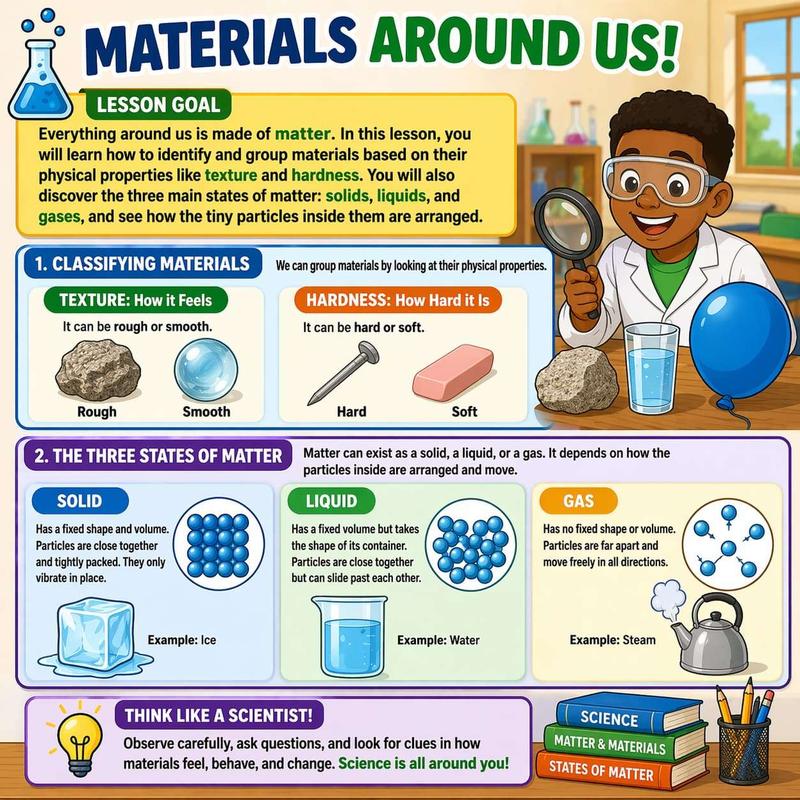 MATERIALS AROUND US!
LESSON GOAL
Everything around us is made of matter. In this lesson, you
will learn how to identify and group materials based on their
physical properties like texture and hardness. You will also
discover the three main states of matter: solids, liquids, and
gases, and see how the tiny particles inside them are arranged.
1. CLASSIFYING MATERIALS
We can group materials by looking at their physical properties.
TEXTURE: How it Feels
It can be rough or smooth.
Rough
Smooth
HARDNESS: How Hard it Is
It can be hard or soft.
Hard
Soft
2. THE THREE STATES OF MATTER
Matter can exist as a solid, a liquid, or a gas. It depends on how the
particles inside are arranged and move.
SOLID
Has a fixed shape and volume.
Particles are close together
and tightly packed. They only
vibrate in place.
Example: Ice
LIQUID
Has a fixed volume but takes
the shape of its container.
Particles are close together
but can slide past each other.
Example: Water
GAS
Has no fixed shape or volume.
Particles are far apart and
move freely in all directions.
Example: Steam
THINK LIKE A SCIENTIST!
Observe carefully, ask questions, and look for clues in how
materials feel, behave, and change. Science is all around you!
SCIENCE
MATTER & MATERIALS
STATES OF MATTER